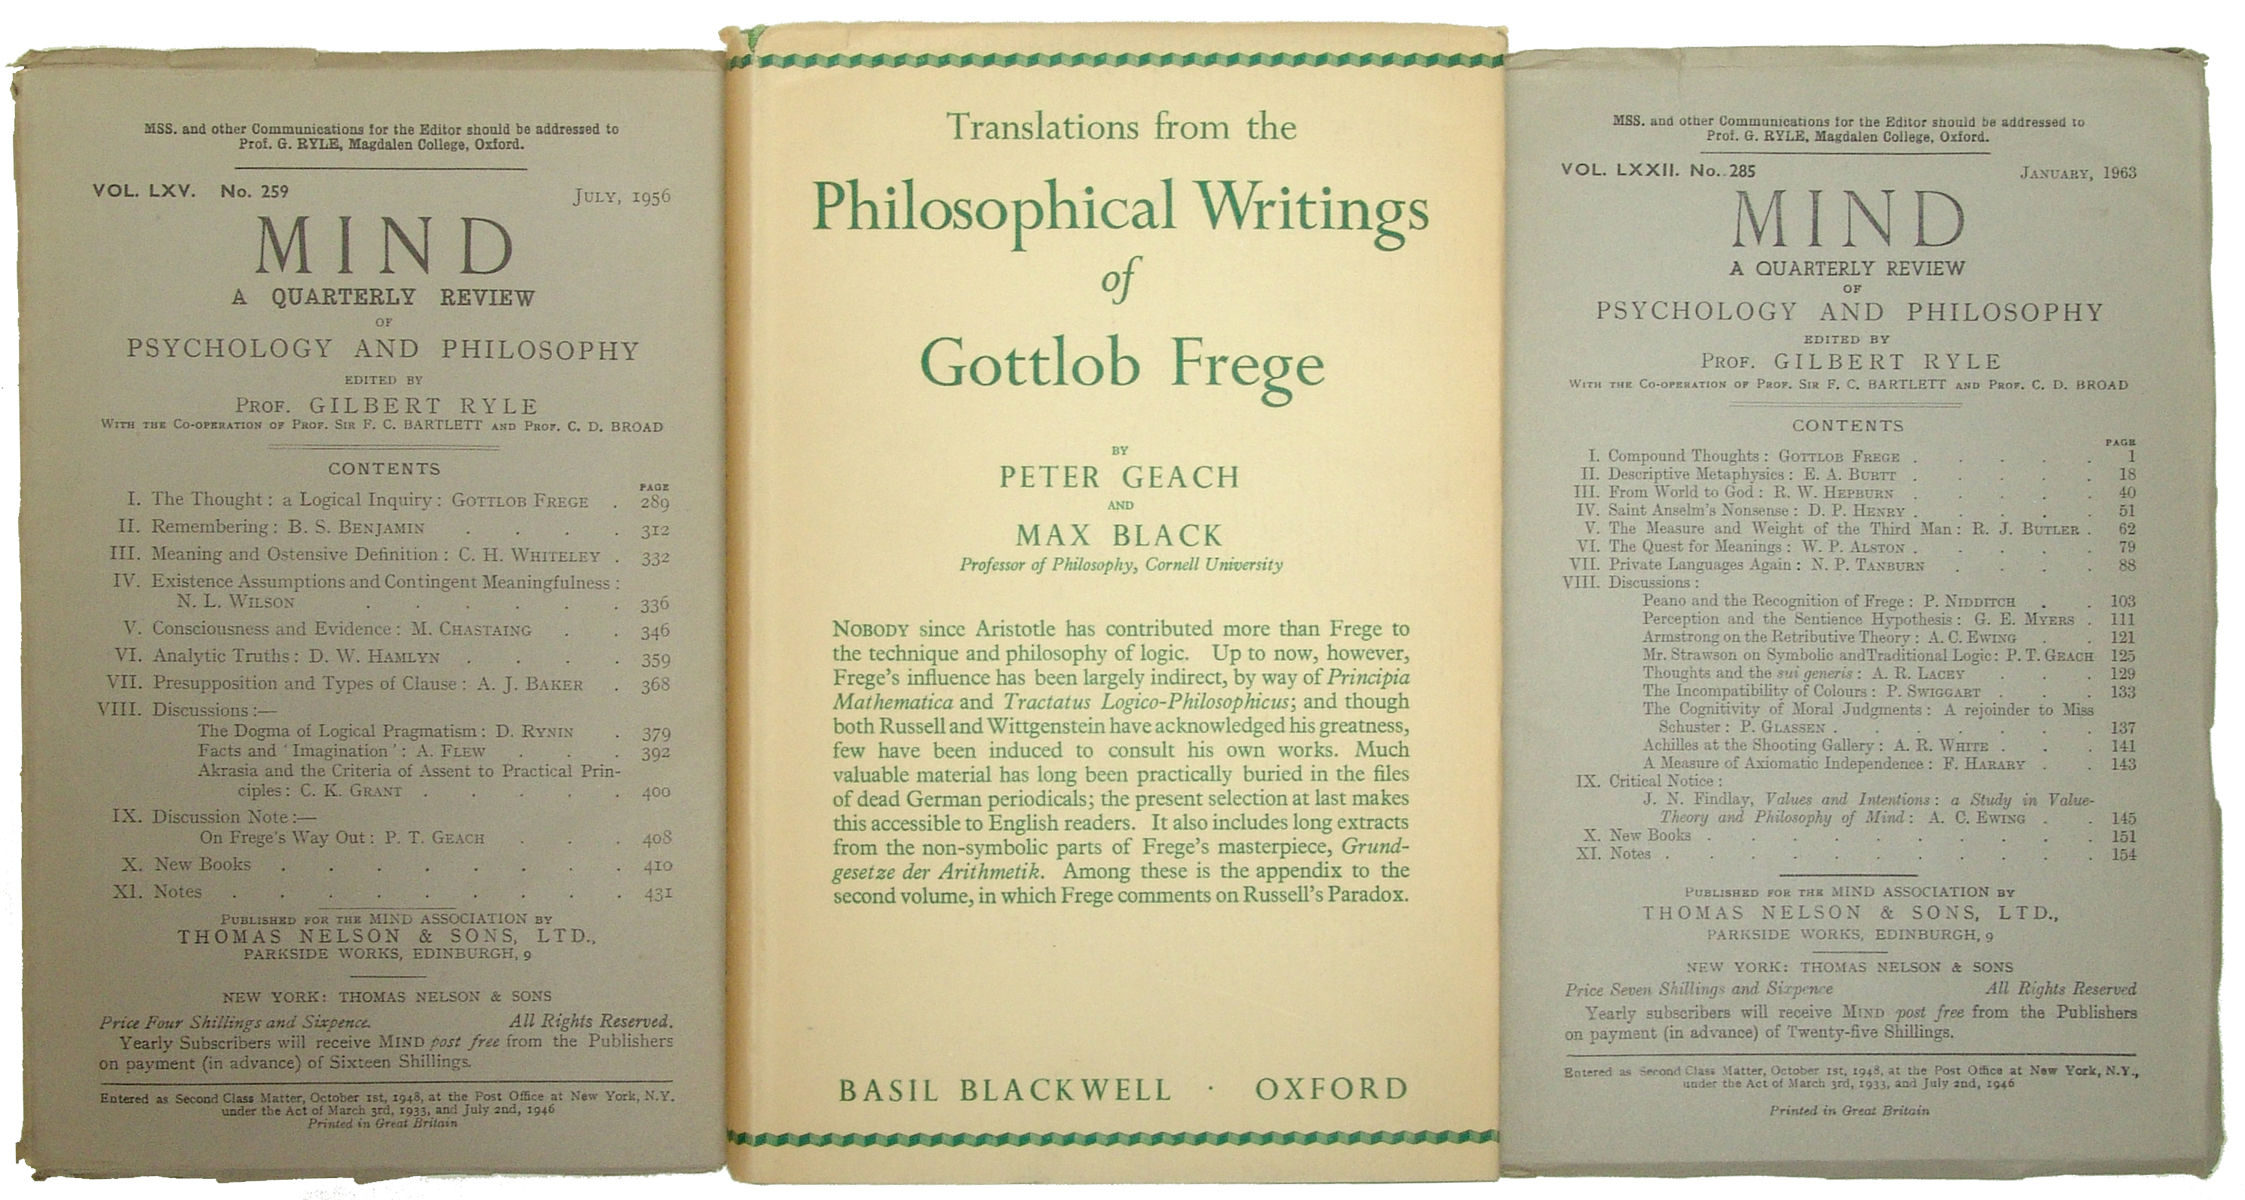 MSS. and other Communications for the Editor should be addressed to
Prof. G. RYLE, Magdalen College, Oxford.
VOL. LXV. No. 259 JULY, 1956
MIND
A QUARTERLY REVIEW
OF
PSYCHOLOGY AND PHILOSOPHY
EDITED BY
PROF. GILBERT RYLE
WITH THE CO-OPERATION OF PROF. SIR F. C. BARTLETT AND PROF. C. D. BROAD
CONTENTS
PAGE
I. The Thought: a Logical Inquiry: GOTTLOB FREGE . 289
II. Remembering: B. S. BENJAMIN . . . . 312
III. Meaning and Ostensive Definition: C. H. WHITELEY . 332
IV. Existence Assumptions and Contingent Meaningfulness:
N. L. WILSON . . . . . . 336
V. Consciousness and Evidence: M. CHASTAING . . 346
VI. Analytic Truths: D. W. HAMLYN . . . . 359
VII. Presupposition and Types of Clause: A. J. BAKER . 368
VIII. Discussions:—
The Dogma of Logical Pragmatism: D. RYNIN . 379
Facts and 'Imagination': A. FLEW . . . 392
Akrasia and the Criteria of Assent to Practical Prin-
ciples: C. K. GRANT . . . . . 400
IX. Discussion Note:—
On Frege's Way Out: P. T. GEACH . . . 408
X. New Books . . . . . . . 410
XI. Notes . . . . . . . . 431
PUBLISHED FOR THE MIND ASSOCIATION BY
THOMAS NELSON & SONS, LTD.,
PARKSIDE WORKS, EDINBURGH, 9
NEW YORK: THOMAS NELSON & SONS
Price Four Shillings and Sixpence. All Rights Reserved.
Yearly Subscribers will receive MIND post free from the Publishers
on payment (in advance) of Sixteen Shillings.
Entered as Second Class Matter, October 1st, 1948, at the Post Office at New York, N.Y.
under the Act of March 3rd, 1933, and July 2nd, 1946
Printed in Great Britain
Translations from the
Philosophical Writings
of
Gottlob Frege
BY
PETER GEACH
AND
MAX BLACK
Professor of Philosophy, Cornell University
NOBODY since Aristotle has contributed more than Frege to
the technique and philosophy of logic. Up to now, however,
Frege's influence has been largely indirect, by way of Principia
Mathematica and Tractatus Logico-Philosophicus; and though
both Russell and Wittgenstein have acknowledged his greatness,
few have been induced to consult his own works. Much
valuable material has long been practically buried in the files
of dead German periodicals; the present selection at last makes
this accessible to English readers. It also includes long extracts
from the non-symbolic parts of Frege's masterpiece, Grund-
gesetze der Arithmetik. Among these is the appendix to the
second volume, in which Frege comments on Russell's Paradox.
BASIL BLACKWELL · OXFORD
MSS. and other Communications for the Editor should be addressed to
Prof. G. RYLE, Magdalen College, Oxford.
VOL. LXXII. No. 285 JANUARY, 1963
MIND
A QUARTERLY REVIEW
OF
PSYCHOLOGY AND PHILOSOPHY
EDITED BY
PROF. GILBERT RYLE
WITH THE CO-OPERATION OF PROF. SIR F. C. BARTLETT AND PROF. C. D. BROAD
CONTENTS
PAGE
I. Compound Thoughts: GOTTLOB FREGE . . . . . 1
II. Descriptive Metaphysics: E. A. BURTT . . . . . 18
III. From World to God: R. W. HEPBURN . . . . . 40
IV. Saint Anselm's Nonsense: D. P. HENRY . . . . . 51
V. The Measure and Weight of the Third Man: R. J. BUTLER . 62
VI. The Quest for Meanings: W. P. ALSTON . . . . . 79
VII. Private Languages Again: N. P. TANBURN . . . . 88
VIII. Discussions:
Peano and the Recognition of Frege: P. NIDDITCH . . 103
Perception and the Sentience Hypothesis: G. E. MYERS . 111
Armstrong on the Retributive Theory: A. C. EWING . . 121
Mr. Strawson on Symbolic and Traditional Logic: P. T. GEACH 125
Thoughts and the sui generis: A. R. LACEY . . . 129
The Incompatibility of Colours: P. SWIGGART . . . 133
The Cognitivity of Moral Judgments: A rejoinder to Miss
Schuster: P. GLASSEN . . . . . . . 137
Achilles at the Shooting Gallery: A. R. WHITE . . . 141
A Measure of Axiomatic Independence: F. HARARY . . 143
IX. Critical Notice:
J. N. Findlay, Values and Intentions: a Study in Value-
Theory and Philosophy of Mind: A. C. EWING . . 145
X. New Books . . . . . . . . . 151
XI. Notes . . . . . . . . . . 154
PUBLISHED FOR THE MIND ASSOCIATION BY
THOMAS NELSON & SONS, LTD.,
PARKSIDE WORKS, EDINBURGH, 9
NEW YORK: THOMAS NELSON & SONS
Price Seven Shillings and Sixpence All Rights Reserved
Yearly subscribers will receive MIND post free from the Publishers
on payment (in advance) of Twenty-five Shillings.
Entered as Second Class Matter, October 1st, 1948, at the Post Office at New York, N.Y.,
under the Act of March 3rd, 1933, and July 2nd, 1946
Printed in Great Britain